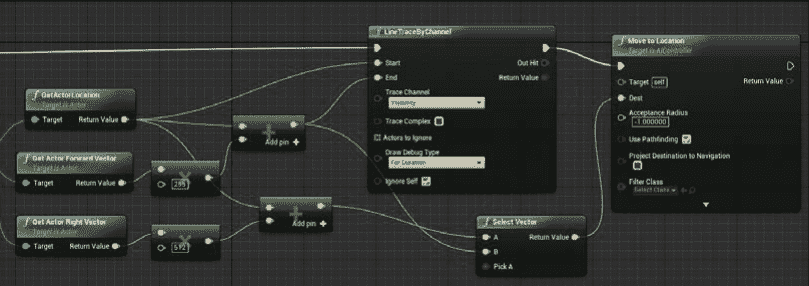 LineTraceByChannel
Start
Out Hit
End
Return Value
Trace Channel
Visibility
Trace Complex
Actors to Ignore
Draw Debug Type
For Duration
Ignore Self
Move to Location
Target is AIController
Target
self
Return Value
Dest
Acceptance Radius
-1.000000
Use Pathfinding
Project Destination to Navigation
Filter Class
Select Class
GetActorLocation
Target is Actor
Target
Return Value
Add pin
Get Actor Forward Vector
Target is Actor
Target
Return Value
Get Actor Right Vector
Target is Actor
Target
Return Value
512
Add pin
Select Vector
A
Return Value
B
Pick A